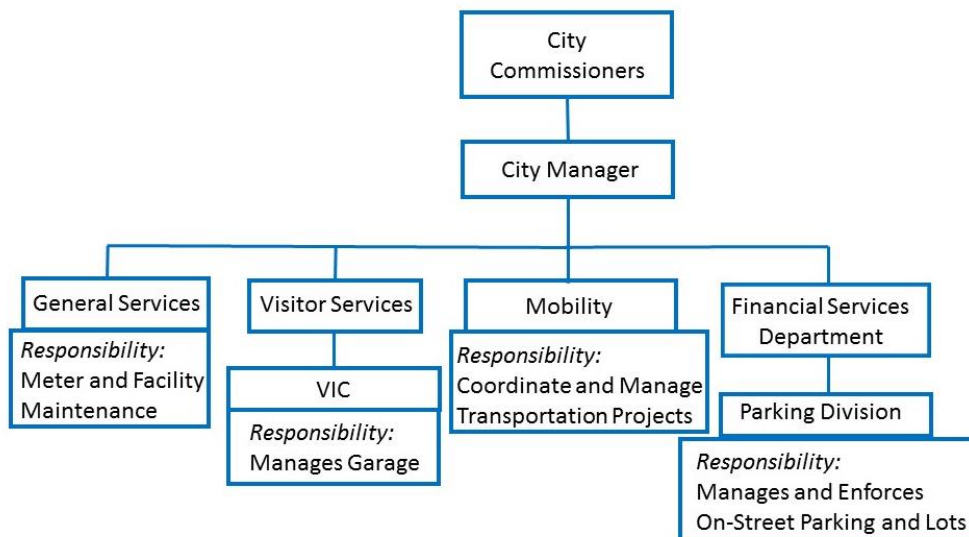 City
Commissioners
City Manager
General Services
Responsibility:
Meter and Facility
Maintenance
Visitor Services
VIC
Responsibility:
Manages Garage
Mobility
Responsibility:
Coordinate and Manage
Transportation Projects
Financial Services
Department
Parking Division
Responsibility:
Manages and Enforces
On-Street Parking and Lots